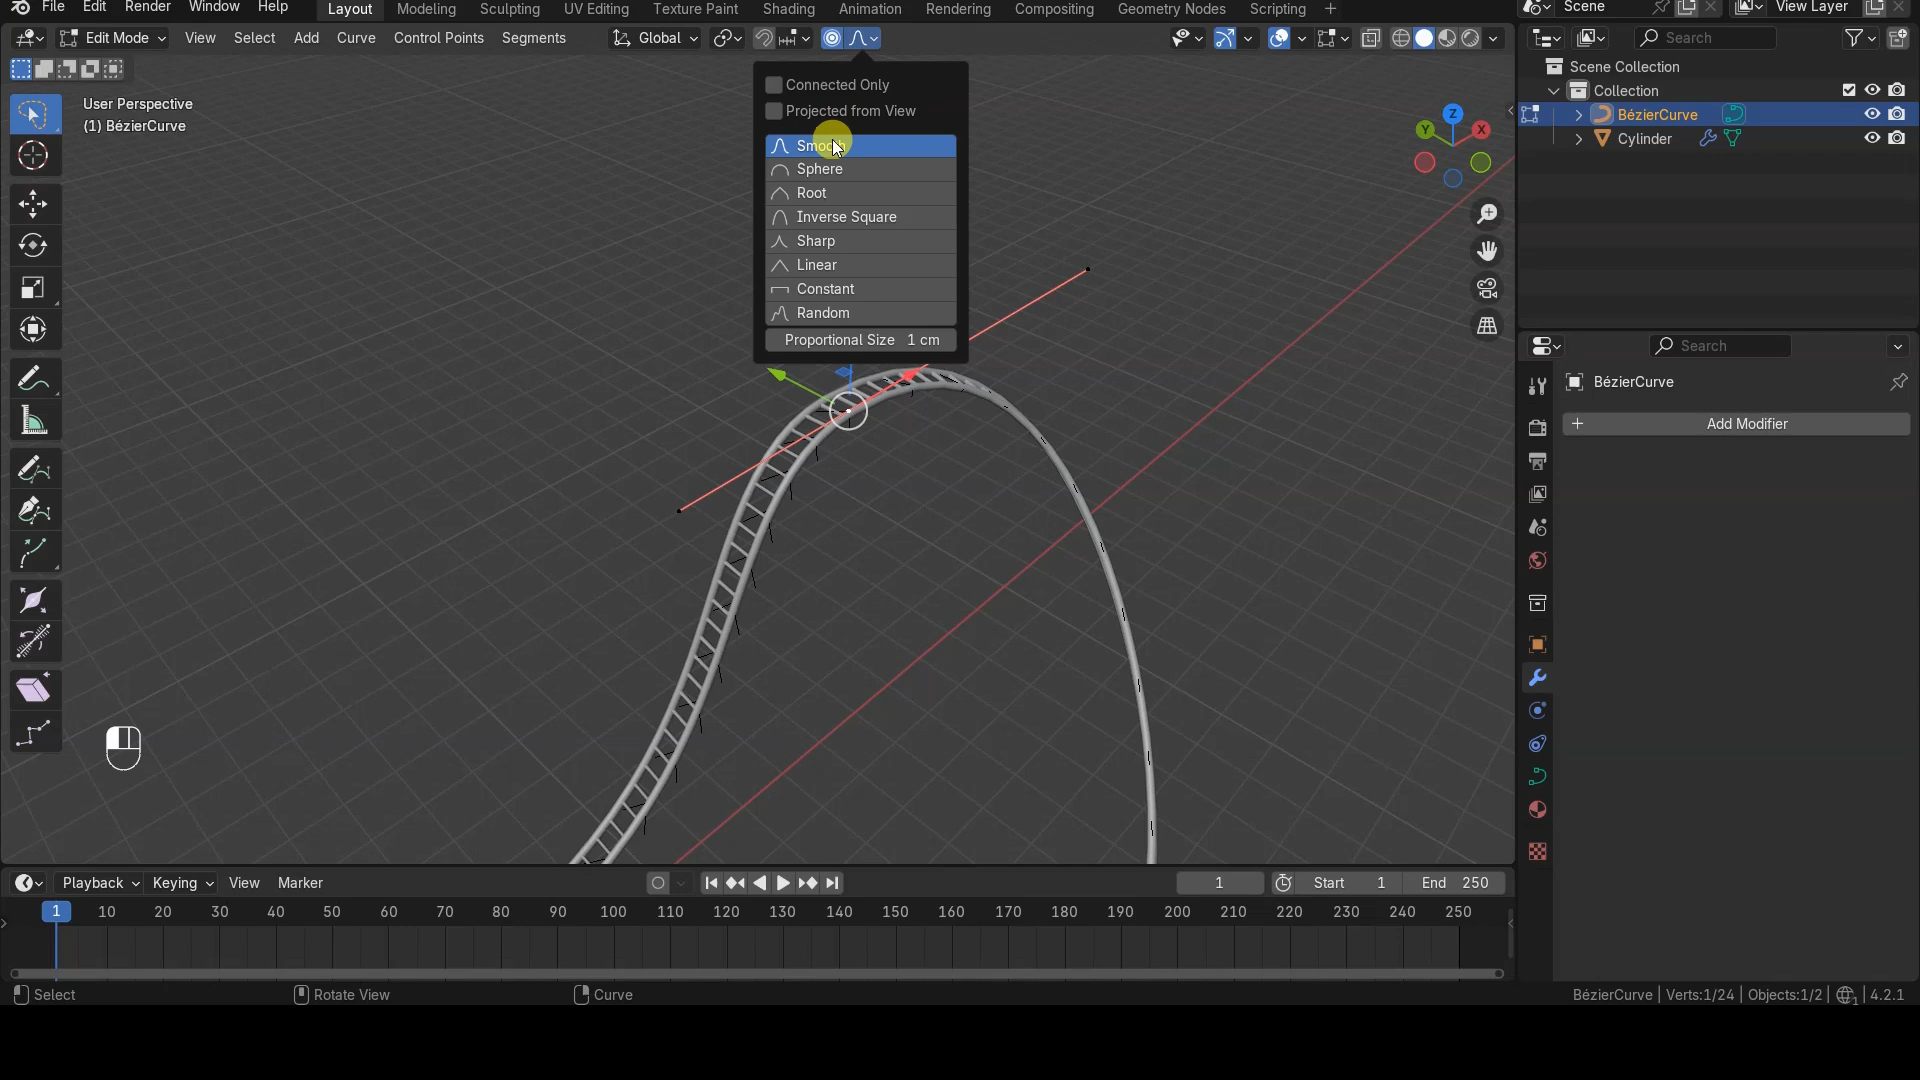 File Edit Render Window Help Layout Modeling Sculpting UV Editing Texture Paint Shading Animation Rendering Compositing Geometry Nodes Scripting + Scene View Layer
Edit Mode View Select Add Curve Control Points Segments Global Search
User Perspective
(1) BézierCurve
Connected Only
Projected from View
Smooth
Sphere
Root
Inverse Square
Sharp
Linear
Constant
Random
Proportional Size 1 cm
Z
Y
X
Scene Collection
Collection
BézierCurve
Cylinder
Search
BézierCurve
+ Add Modifier
Playback Keying View Marker 1 Start 1 End 250
1 10 20 30 40 50 60 70 80 90 100 110 120 130 140 150 160 170 180 190 200 210 220 230 240 250
Select Rotate View Curve BézierCurve | Verts:1/24 | Objects:1/2 | 1 | 4.2.1